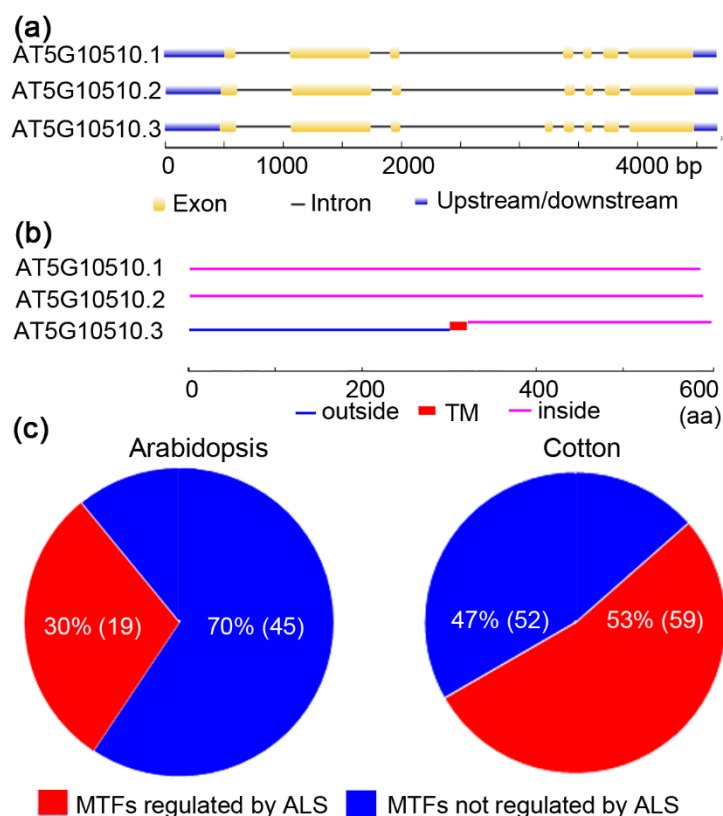 (a)
AT5G10510.1
AT5G10510.2
AT5G10510.3
0 1000 2000 4000 bp
Exon Intron Upstream/downstream
(b)
AT5G10510.1
AT5G10510.2
AT5G10510.3
0 200 400 600
outside TM inside (aa)
(c)
Arabidopsis Cotton
30% (19) 70% (45) 47% (52) 53% (59)
MTFs regulated by ALS MTFs not regulated by ALS